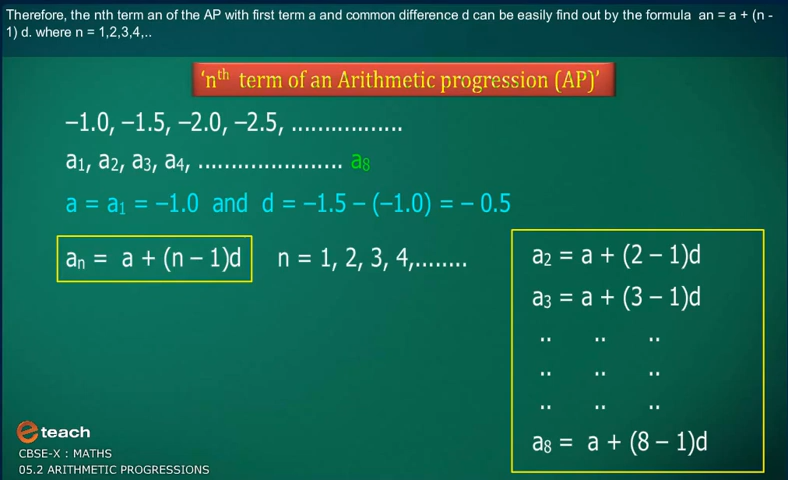 Therefore, the nth term an of the AP with first term a and common difference d can be easily find out by the formula  an = a + (n -
1) d. where n = 1,2,3,4,..
‘nᵗʰ term of an Arithmetic progression (AP)’
–1.0, –1.5, –2.0, –2.5, .................
a₁, a₂, a₃, a₄, ...................... a₈
a = a₁ = –1.0 and d = –1.5 – (–1.0) = – 0.5
aₙ = a + (n – 1)d n = 1, 2, 3, 4,........
a₂ = a + (2 – 1)d
a₃ = a + (3 – 1)d
.. .. ..
.. .. ..
.. .. ..
a₈ = a + (8 – 1)d
e teach
CBSE-X : MATHS
05.2 ARITHMETIC PROGRESSIONS